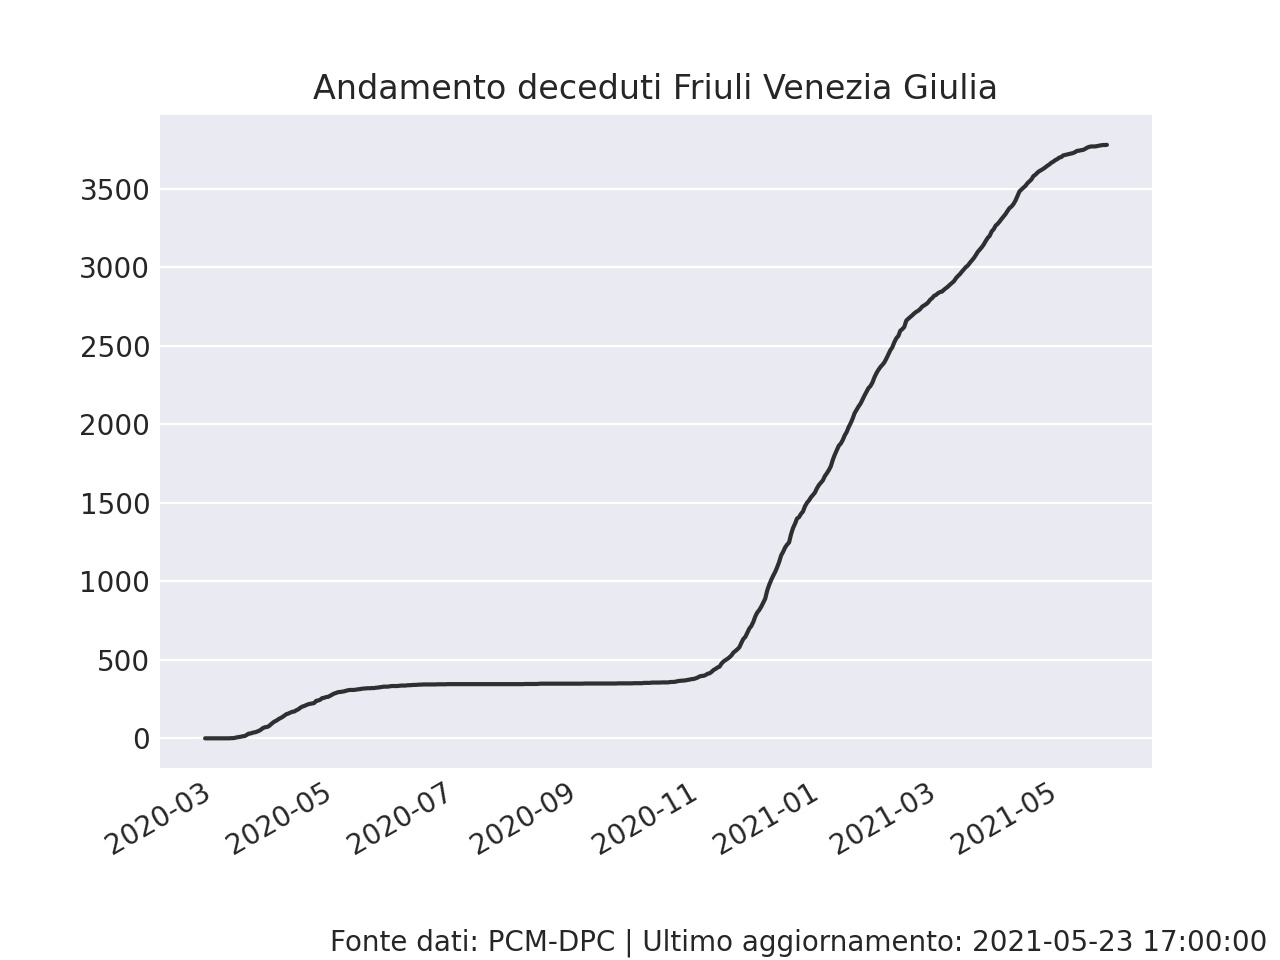 Andamento deceduti Friuli Venezia Giulia
3500
3000
2500
2000
1500
1000
500
0
2020-03 2020-05 2020-07 2020-09 2020-11 2021-01 2021-03 2021-05
Fonte dati: PCM-DPC | Ultimo aggiornamento: 2021-05-23 17:00:00